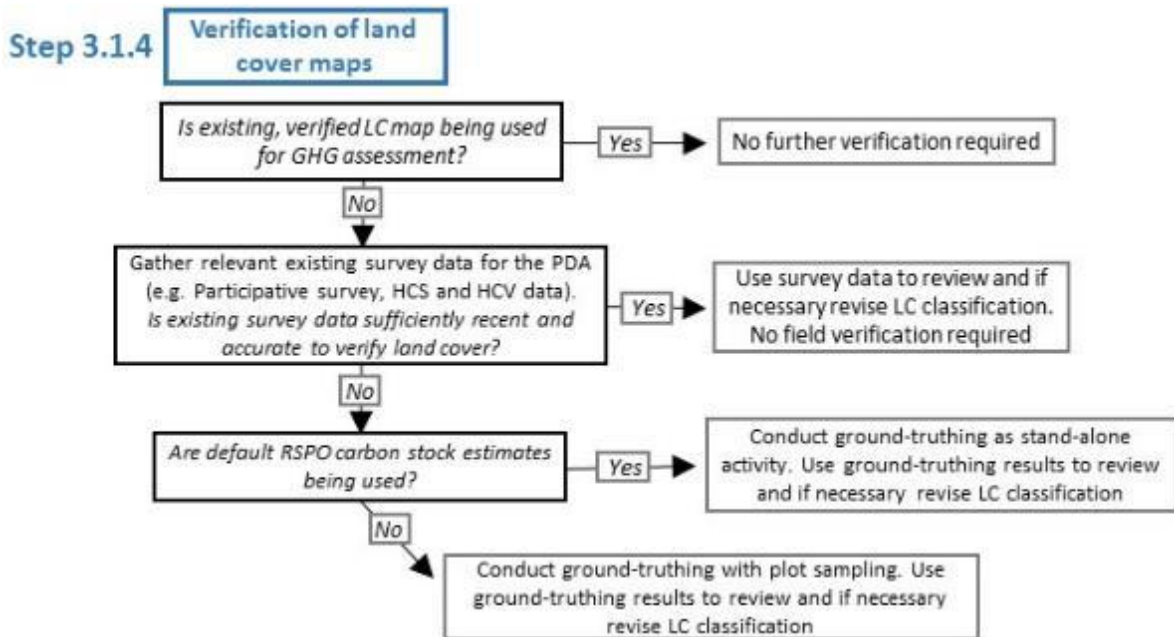 Step 3.1.4
Verification of land
cover maps
Is existing, verified LC map being used
for GHG assessment?
Yes
No further verification required
No
Gather relevant existing survey data for the PDA
(e.g. Participative survey, HCS and HCV data).
Is existing survey data sufficiently recent and
accurate to verify land cover?
Yes
Use survey data to review and if
necessary revise LC classification.
No field verification required
No
Are default RSPO carbon stock estimates
being used?
Yes
Conduct ground-truthing as stand-alone
activity. Use ground-truthing results to review
and if necessary revise LC classification
No
Conduct ground-truthing with plot sampling. Use
ground-truthing results to review and if necessary
revise LC classification